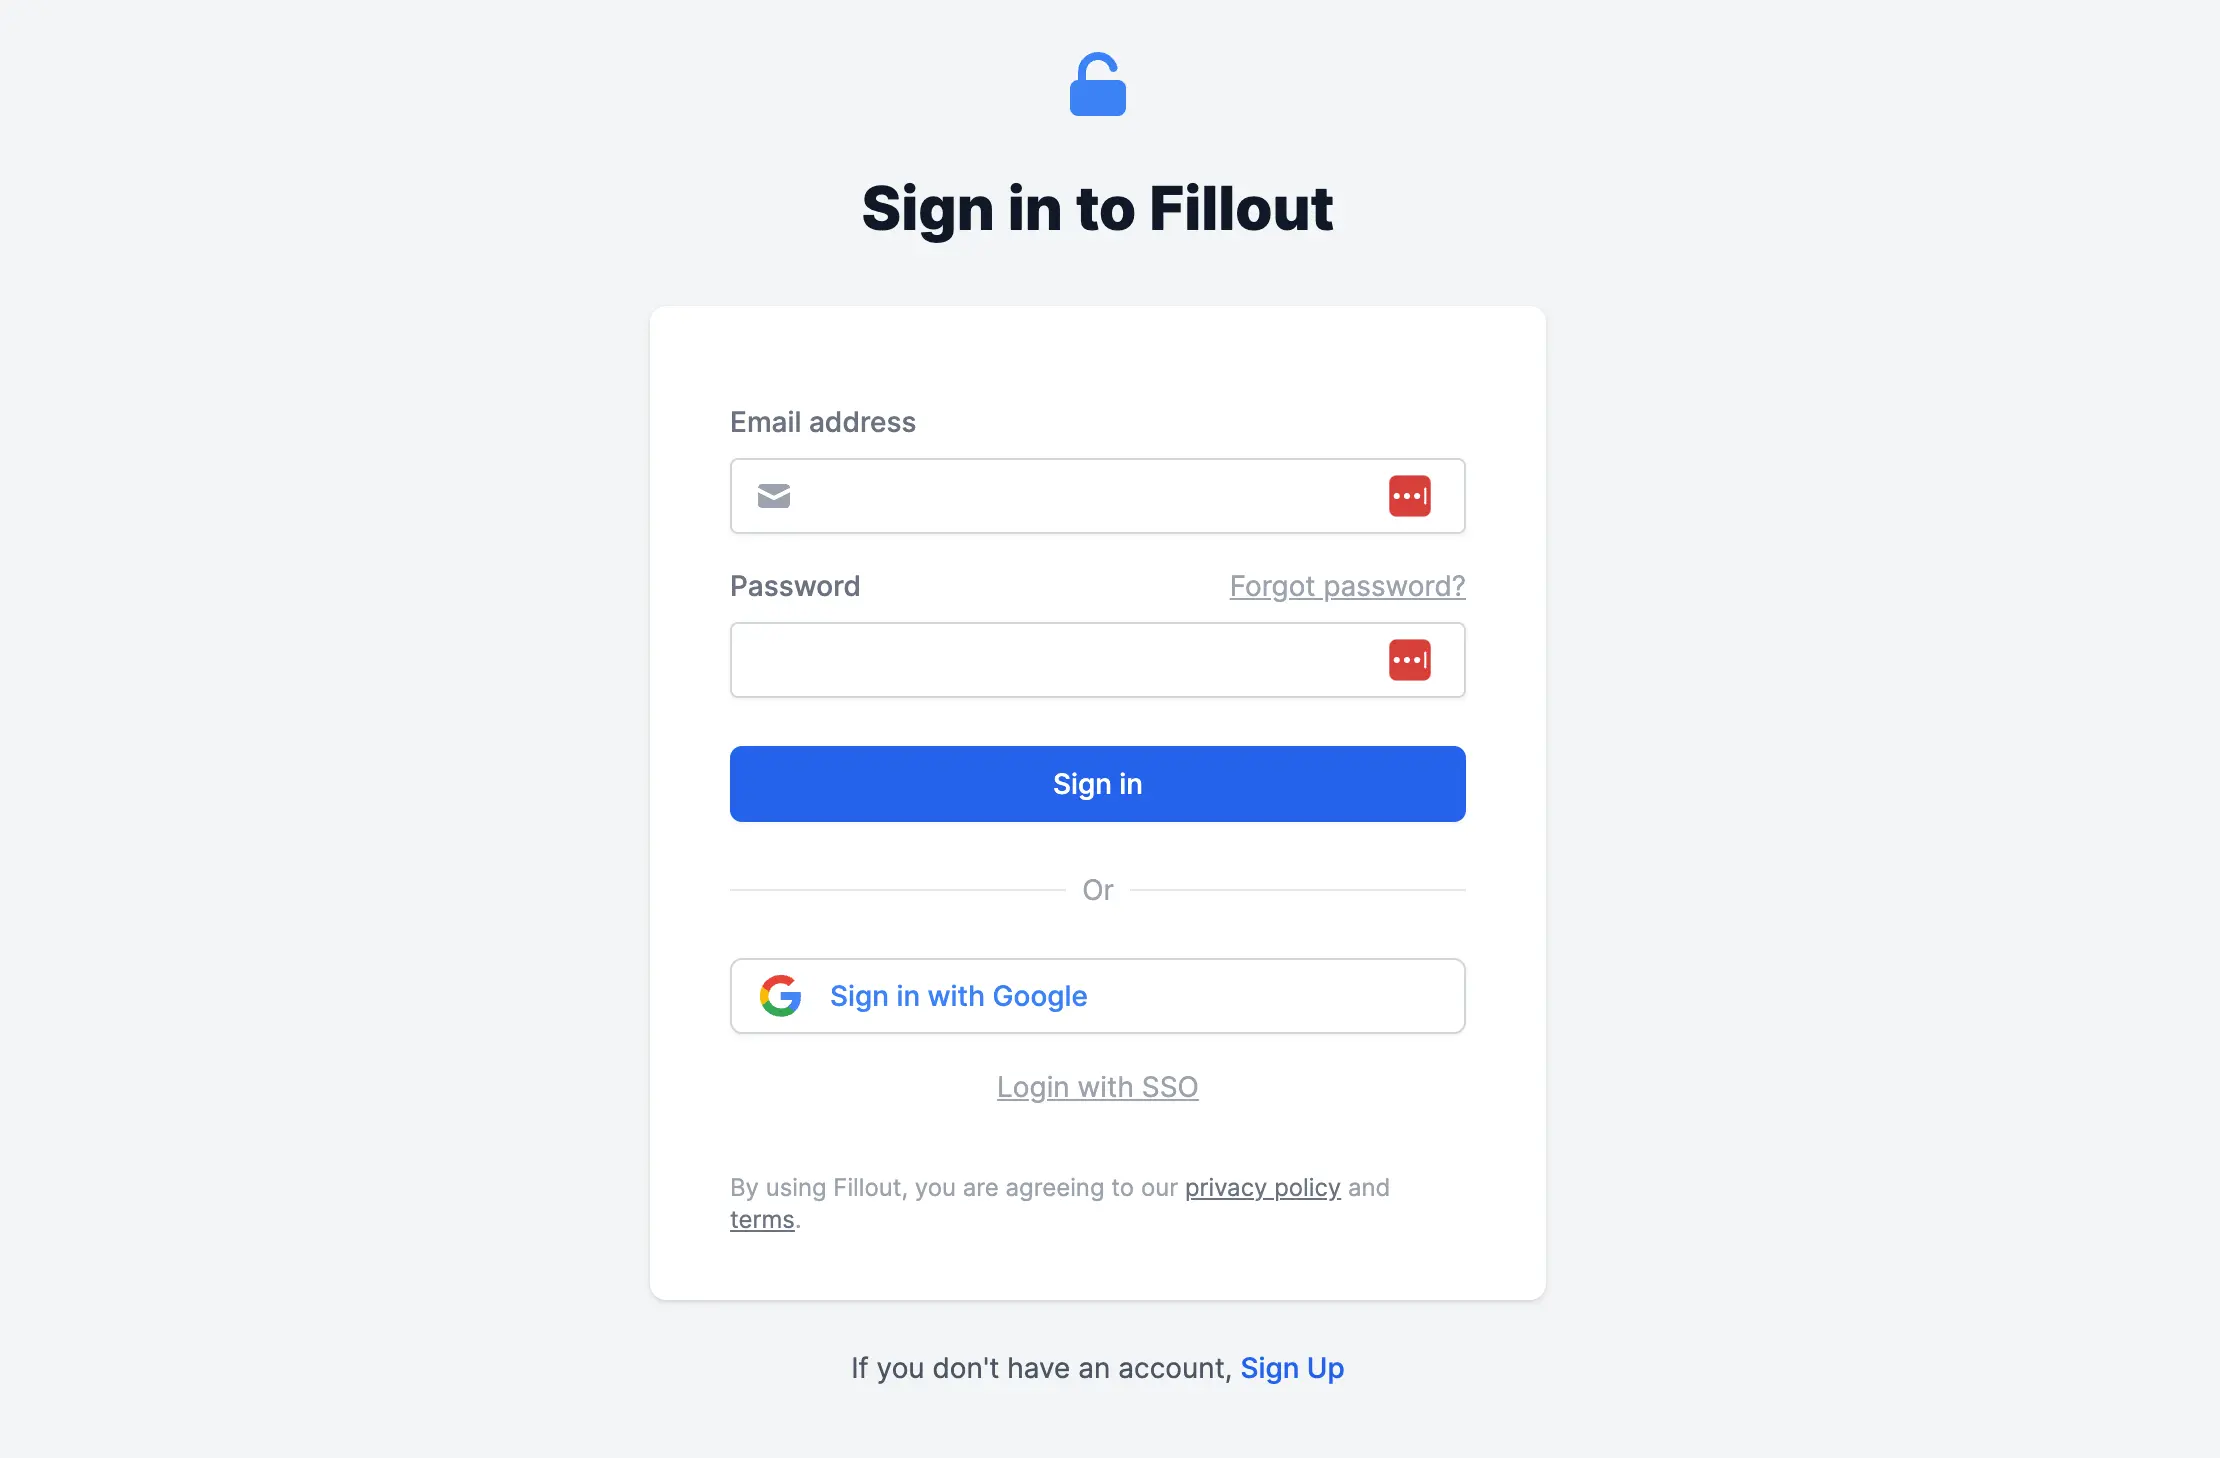 Sign in to Fillout
Email address
Password
Forgot password?
Sign in
Or
Sign in with Google
Login with SSO
By using Fillout, you are agreeing to our privacy policy and
terms.
If you don't have an account, Sign Up